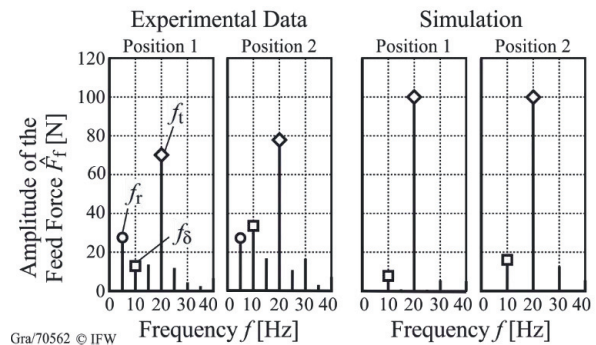 Experimental Data Simulation
Position 1 Position 2 Position 1 Position 2
Amplitude of the
Feed Force F̂f [N]
120
100
80
60
40
20
0
ft
fr
fδ
0 10 20 30 40 0 10 20 30 40 0 10 20 30 40 0 10 20 30 40
Frequency f [Hz] Frequency f [Hz]
Gra/70562 © IFW